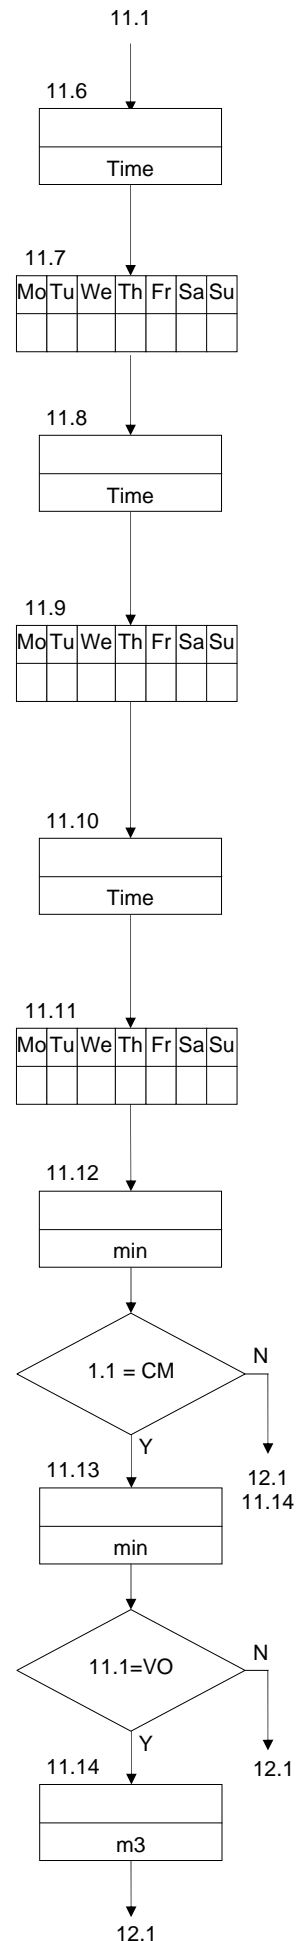 11.1
11.6
Time
11.7
Mo Tu We Th Fr Sa Su
11.8
Time
11.9
Mo Tu We Th Fr Sa Su
11.10
Time
11.11
Mo Tu We Th Fr Sa Su
11.12
min
1.1 = CM
N
Y
12.1
11.14
11.13
min
11.1=VO
N
Y
12.1
11.14
m3
12.1